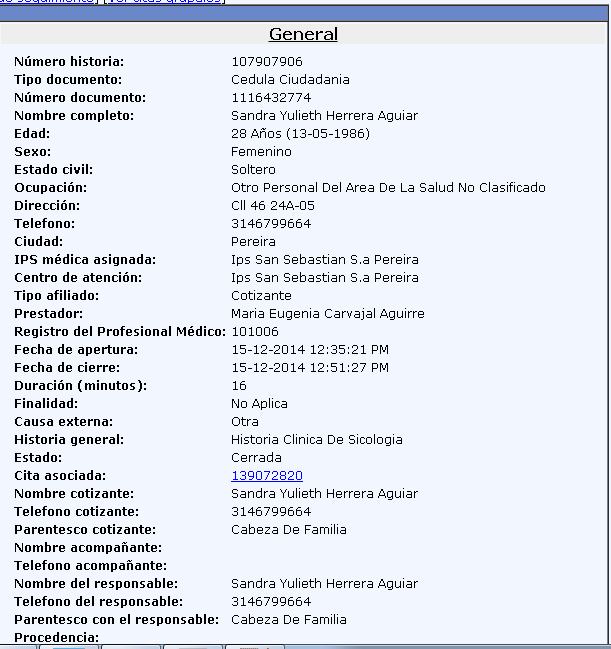 de seguimiento] [Ver citas grupales]
General
Número historia: 107907906
Tipo documento: Cedula Ciudadania
Número documento: 1116432774
Nombre completo: Sandra Yulieth Herrera Aguiar
Edad: 28 Años (13-05-1986)
Sexo: Femenino
Estado civil: Soltero
Ocupación: Otro Personal Del Area De La Salud No Clasificado
Dirección: Cll 46 24A-05
Telefono: 3146799664
Ciudad: Pereira
IPS médica asignada: Ips San Sebastian S.a Pereira
Centro de atención: Ips San Sebastian S.a Pereira
Tipo afiliado: Cotizante
Prestador: Maria Eugenia Carvajal Aguirre
Registro del Profesional Médico: 101006
Fecha de apertura: 15-12-2014 12:35:21 PM
Fecha de cierre: 15-12-2014 12:51:27 PM
Duración (minutos): 16
Finalidad: No Aplica
Causa externa: Otra
Historia general: Historia Clinica De Sicologia
Estado: Cerrada
Cita asociada: 139072820
Nombre cotizante: Sandra Yulieth Herrera Aguiar
Telefono cotizante: 3146799664
Parentesco cotizante: Cabeza De Familia
Nombre acompañante:
Telefono acompañante:
Nombre del responsable: Sandra Yulieth Herrera Aguiar
Telefono del responsable: 3146799664
Parentesco con el responsable: Cabeza De Familia
Procedencia: